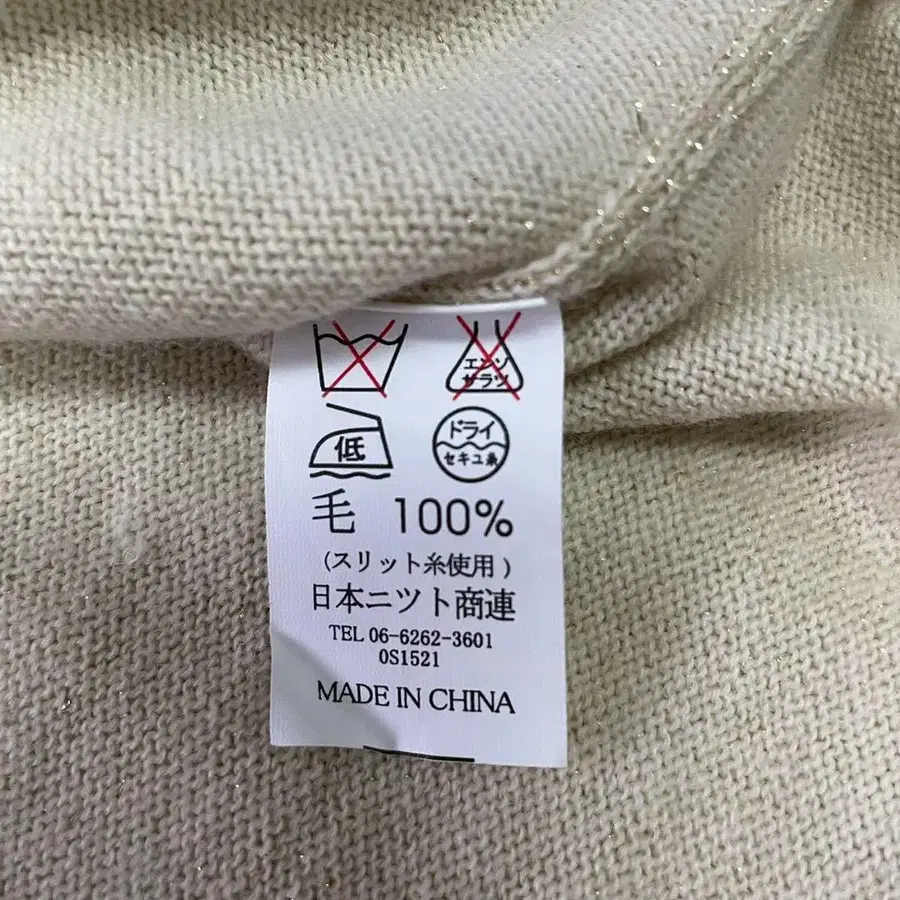 エンソ
サラシ
低
ドライ
セキユ系
毛 100%
(スリット糸使用)
日本ニツト商連
TEL 06-6262-3601
0S1521
MADE IN CHINA